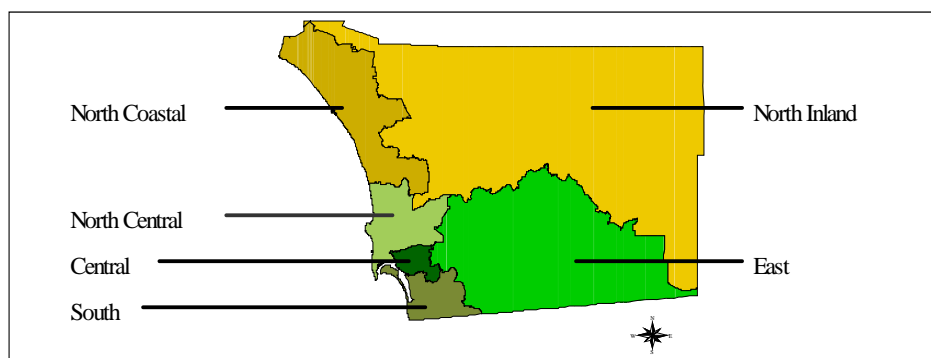 North Coastal
North Inland
North Central
Central
East
South
N
W
E
S